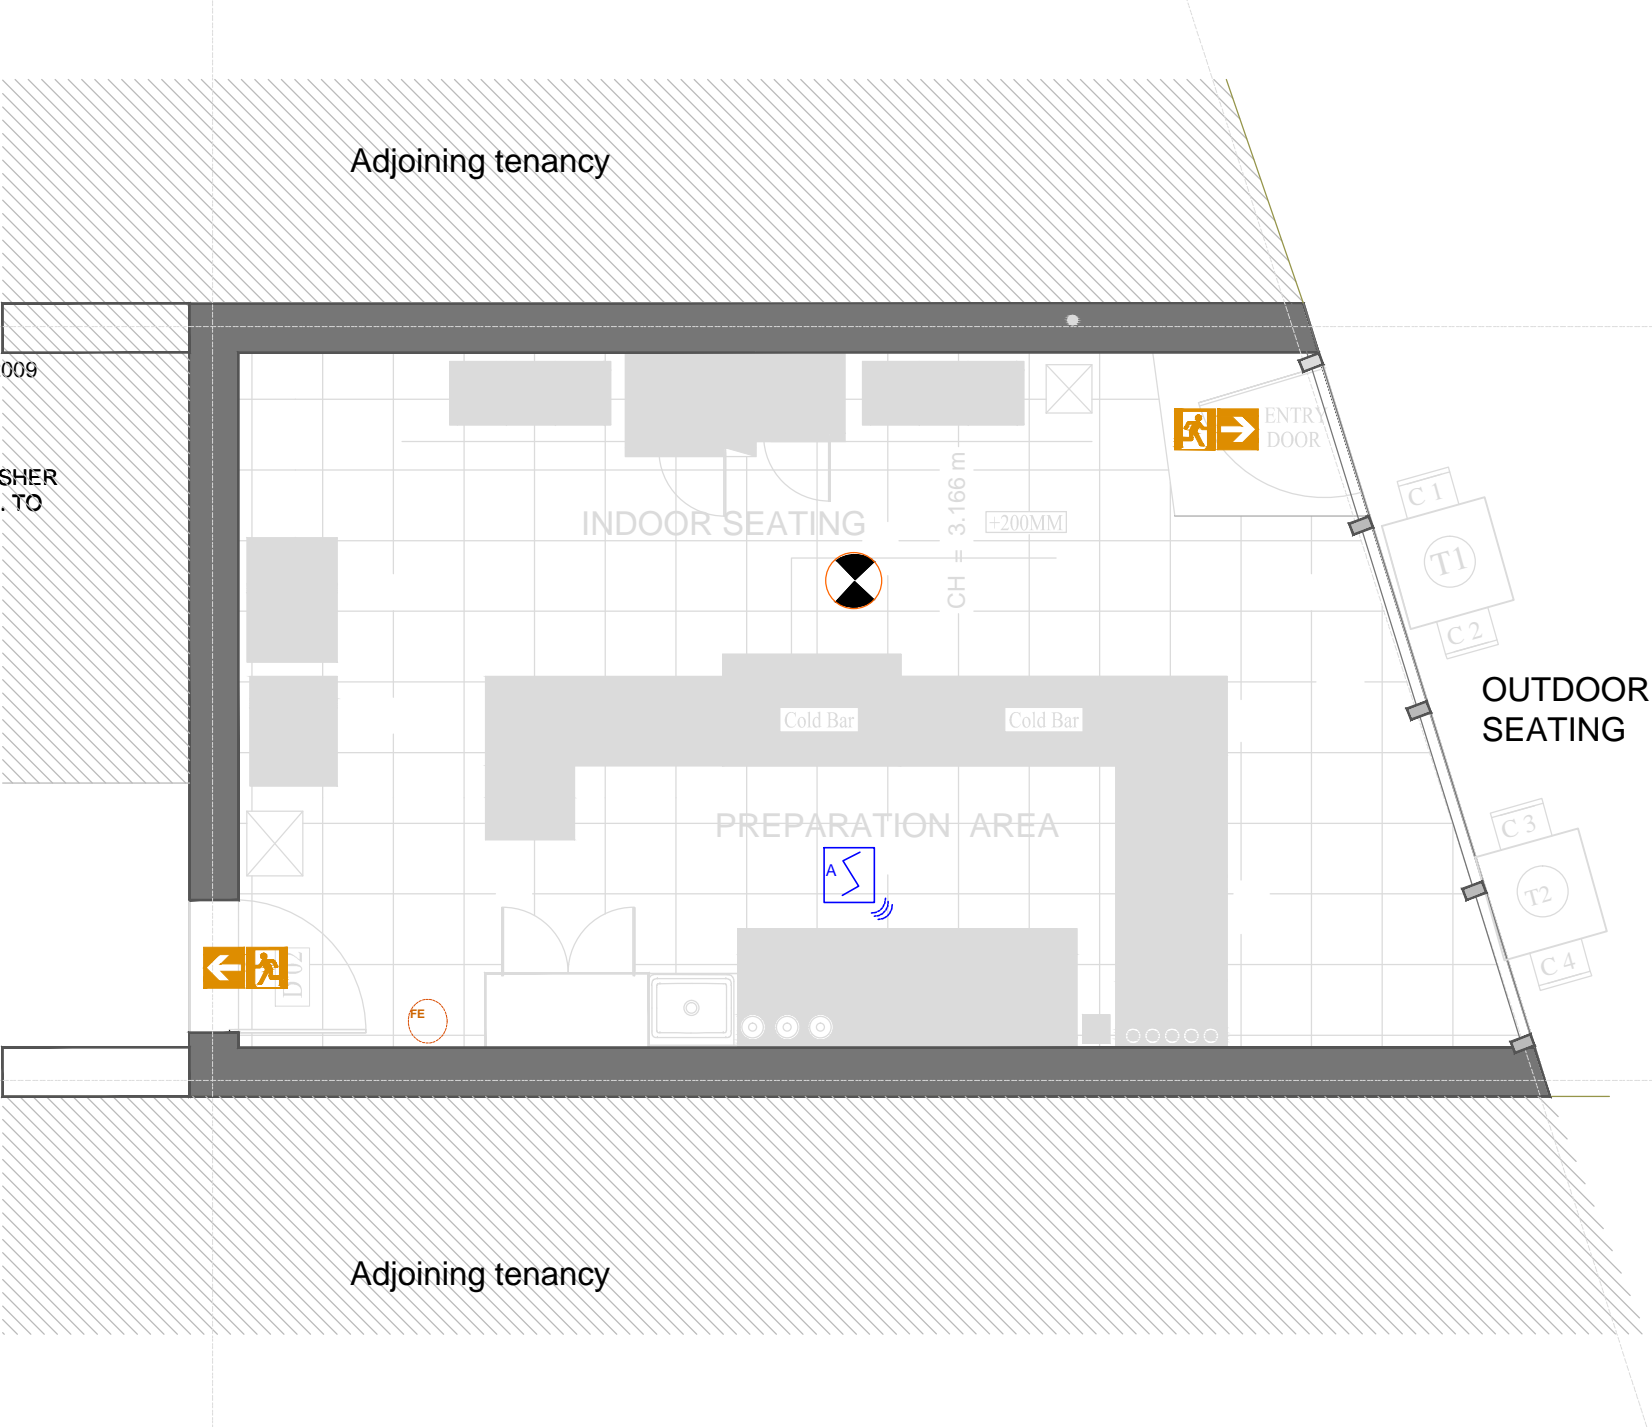 Adjoining tenancy
009
SHER
. TO
ENTRY
DOOR
C 1
T1
C 2
INDOOR SEATING
+200MM
CH = 3.166 m
OUTDOOR
SEATING
Cold Bar
Cold Bar
PREPARATION AREA
A
C 3
T2
C 4
D 02
FE
Adjoining tenancy